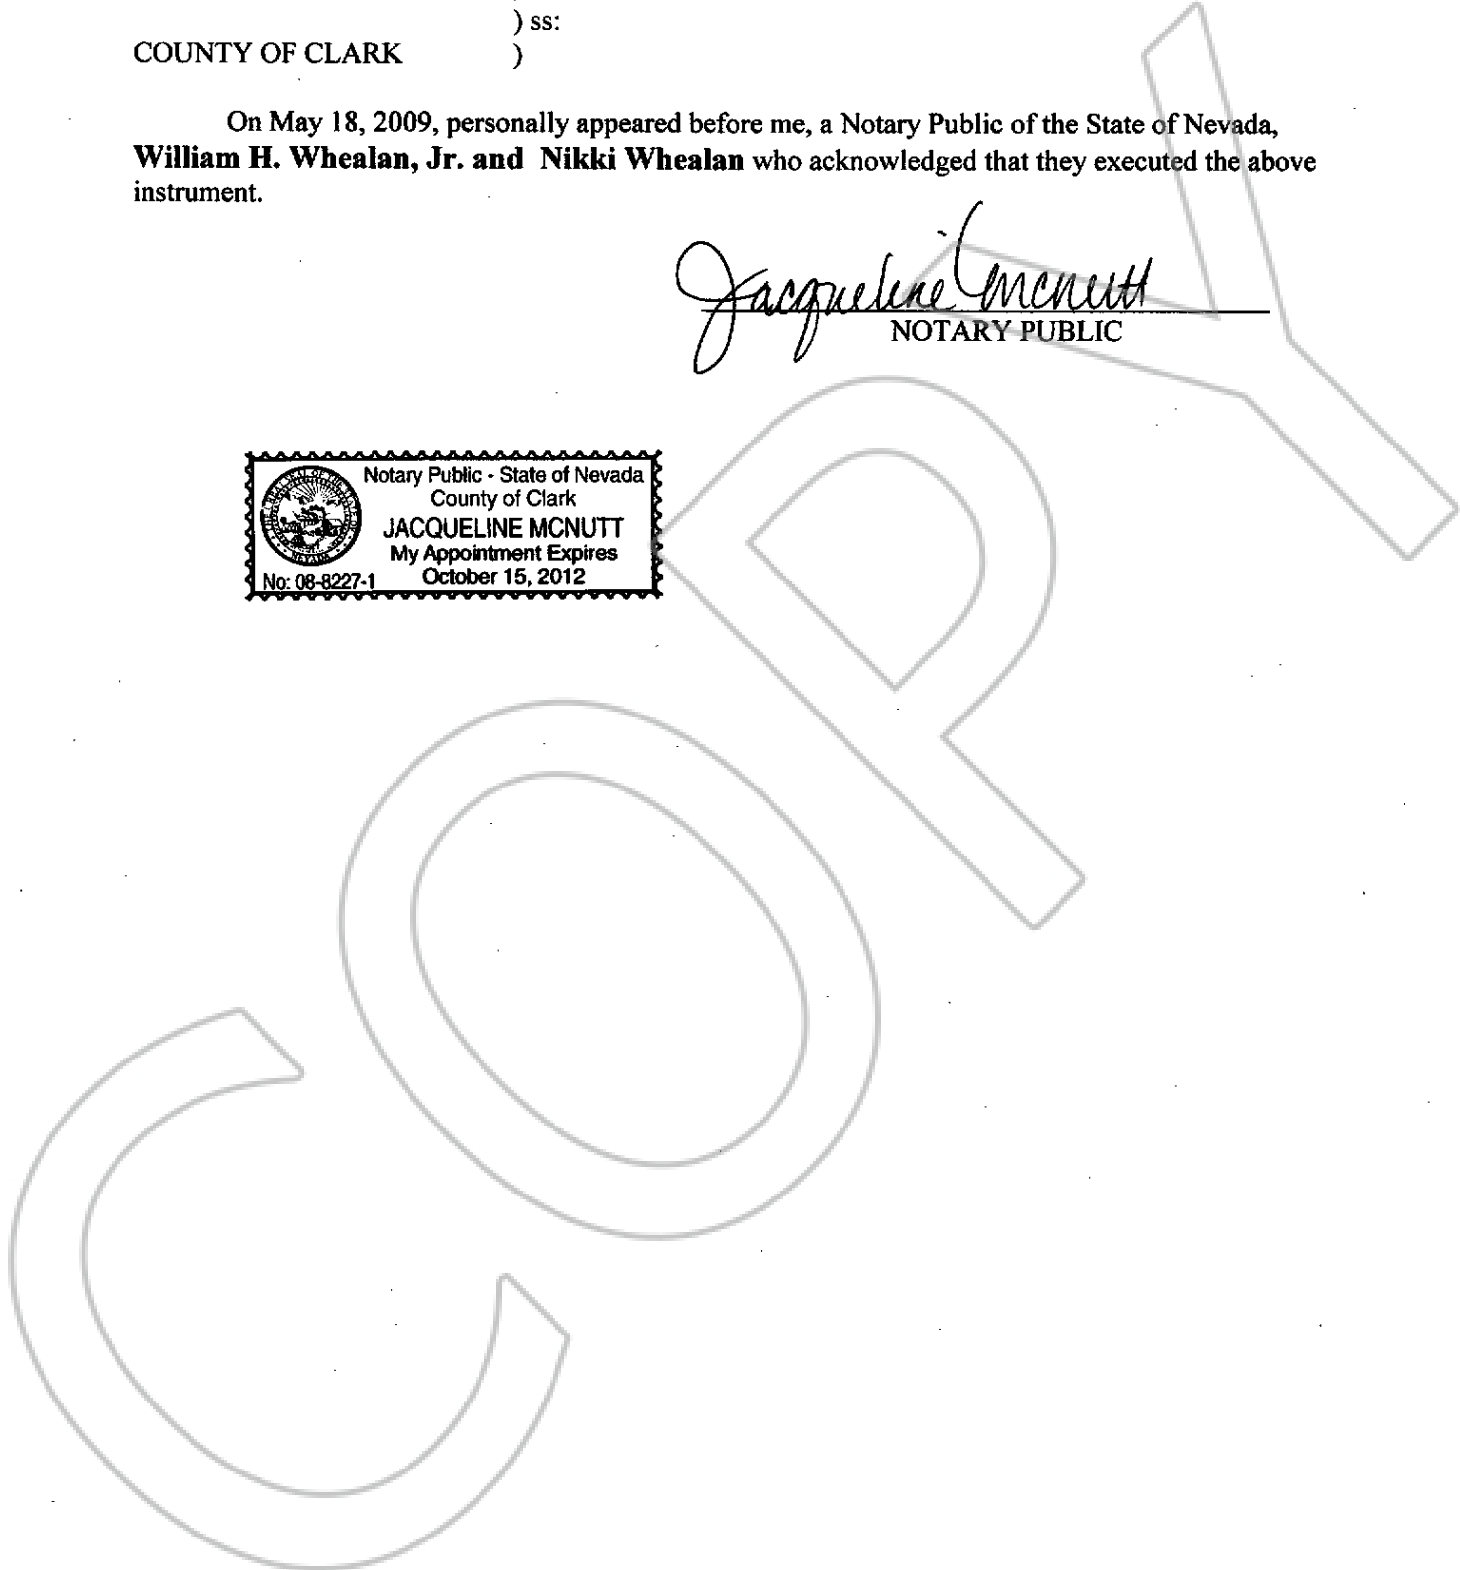 ) ss:
COUNTY OF CLARK )
On May 18, 2009, personally appeared before me, a Notary Public of the State of Nevada,
William H. Whealan, Jr. and Nikki Whealan who acknowledged that they executed the above
instrument.
Jacqueline McNutt
NOTARY PUBLIC
Notary Public - State of Nevada
County of Clark
JACQUELINE MCNUTT
My Appointment Expires
No: 08-8227-1 October 15, 2012
COPY